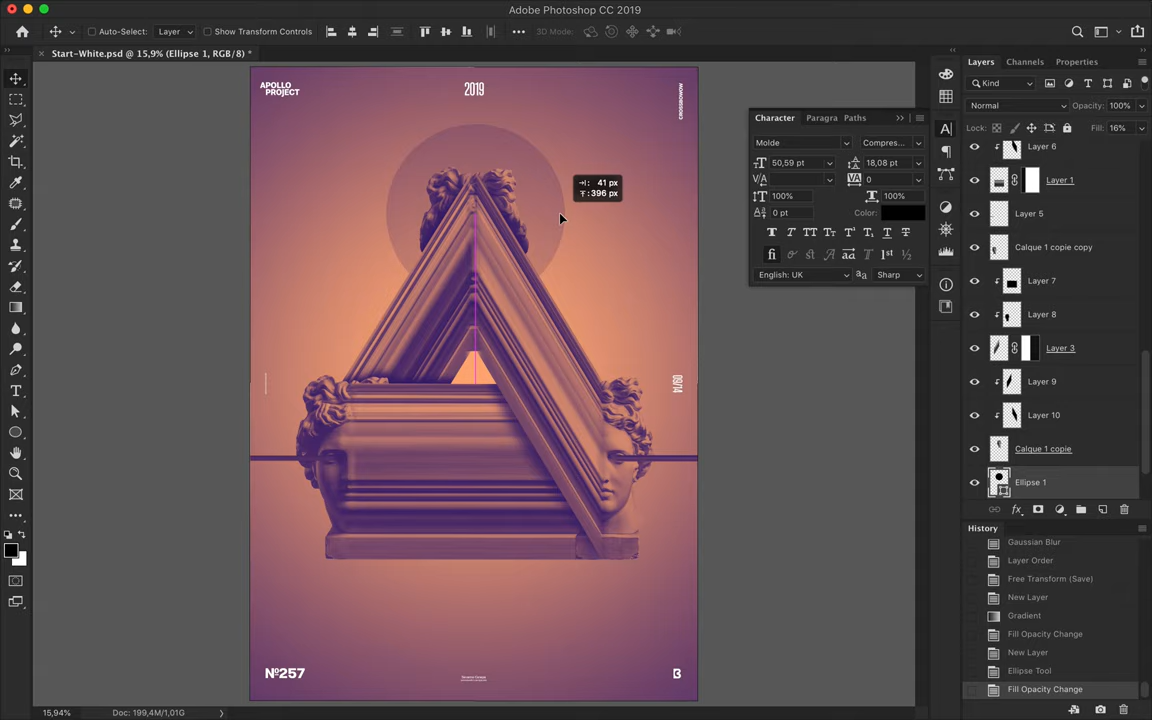 Adobe Photoshop CC 2019
Auto-Select:
Layer
Show Transform Controls
3D Mode:
Start-White.psd @ 15,9% (Ellipse 1, RGB/8) *
APOLLO
PROJECT
2019
09/14
→: 41 px
: 396 px
Nº257
B
15,94%
Doc: 199,4M/1,01G
Character
Paragra
Paths
Molde
Compres...
50,59 pt
18,08 pt
0
100%
100%
0 pt
Color:
English: UK
Sharp
Layers
Channels
Properties
Kind
Normal
Opacity: 100%
Lock:
Fill: 16%
Layer 6
Layer 1
Layer 5
Calque 1 copie copy
Layer 7
Layer 8
Layer 3
Layer 9
Layer 10
Calque 1 copie
Ellipse 1
History
Gaussian Blur
Layer Order
Free Transform (Save)
New Layer
Gradient
Fill Opacity Change
New Layer
Ellipse Tool
Fill Opacity Change